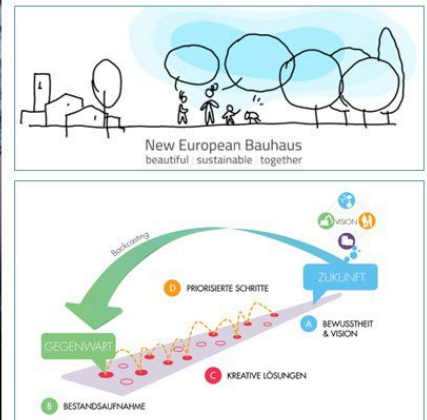 New European Bauhaus
beautiful | sustainable | together
Backcasting
VISION
ZUKUNFT
D PRIORISIERTE SCHRITTE
GEGENWART
A BEWUSSTHEIT
& VISION
C KREATIVE LÖSUNGEN
B BESTANDSAUFNAHME